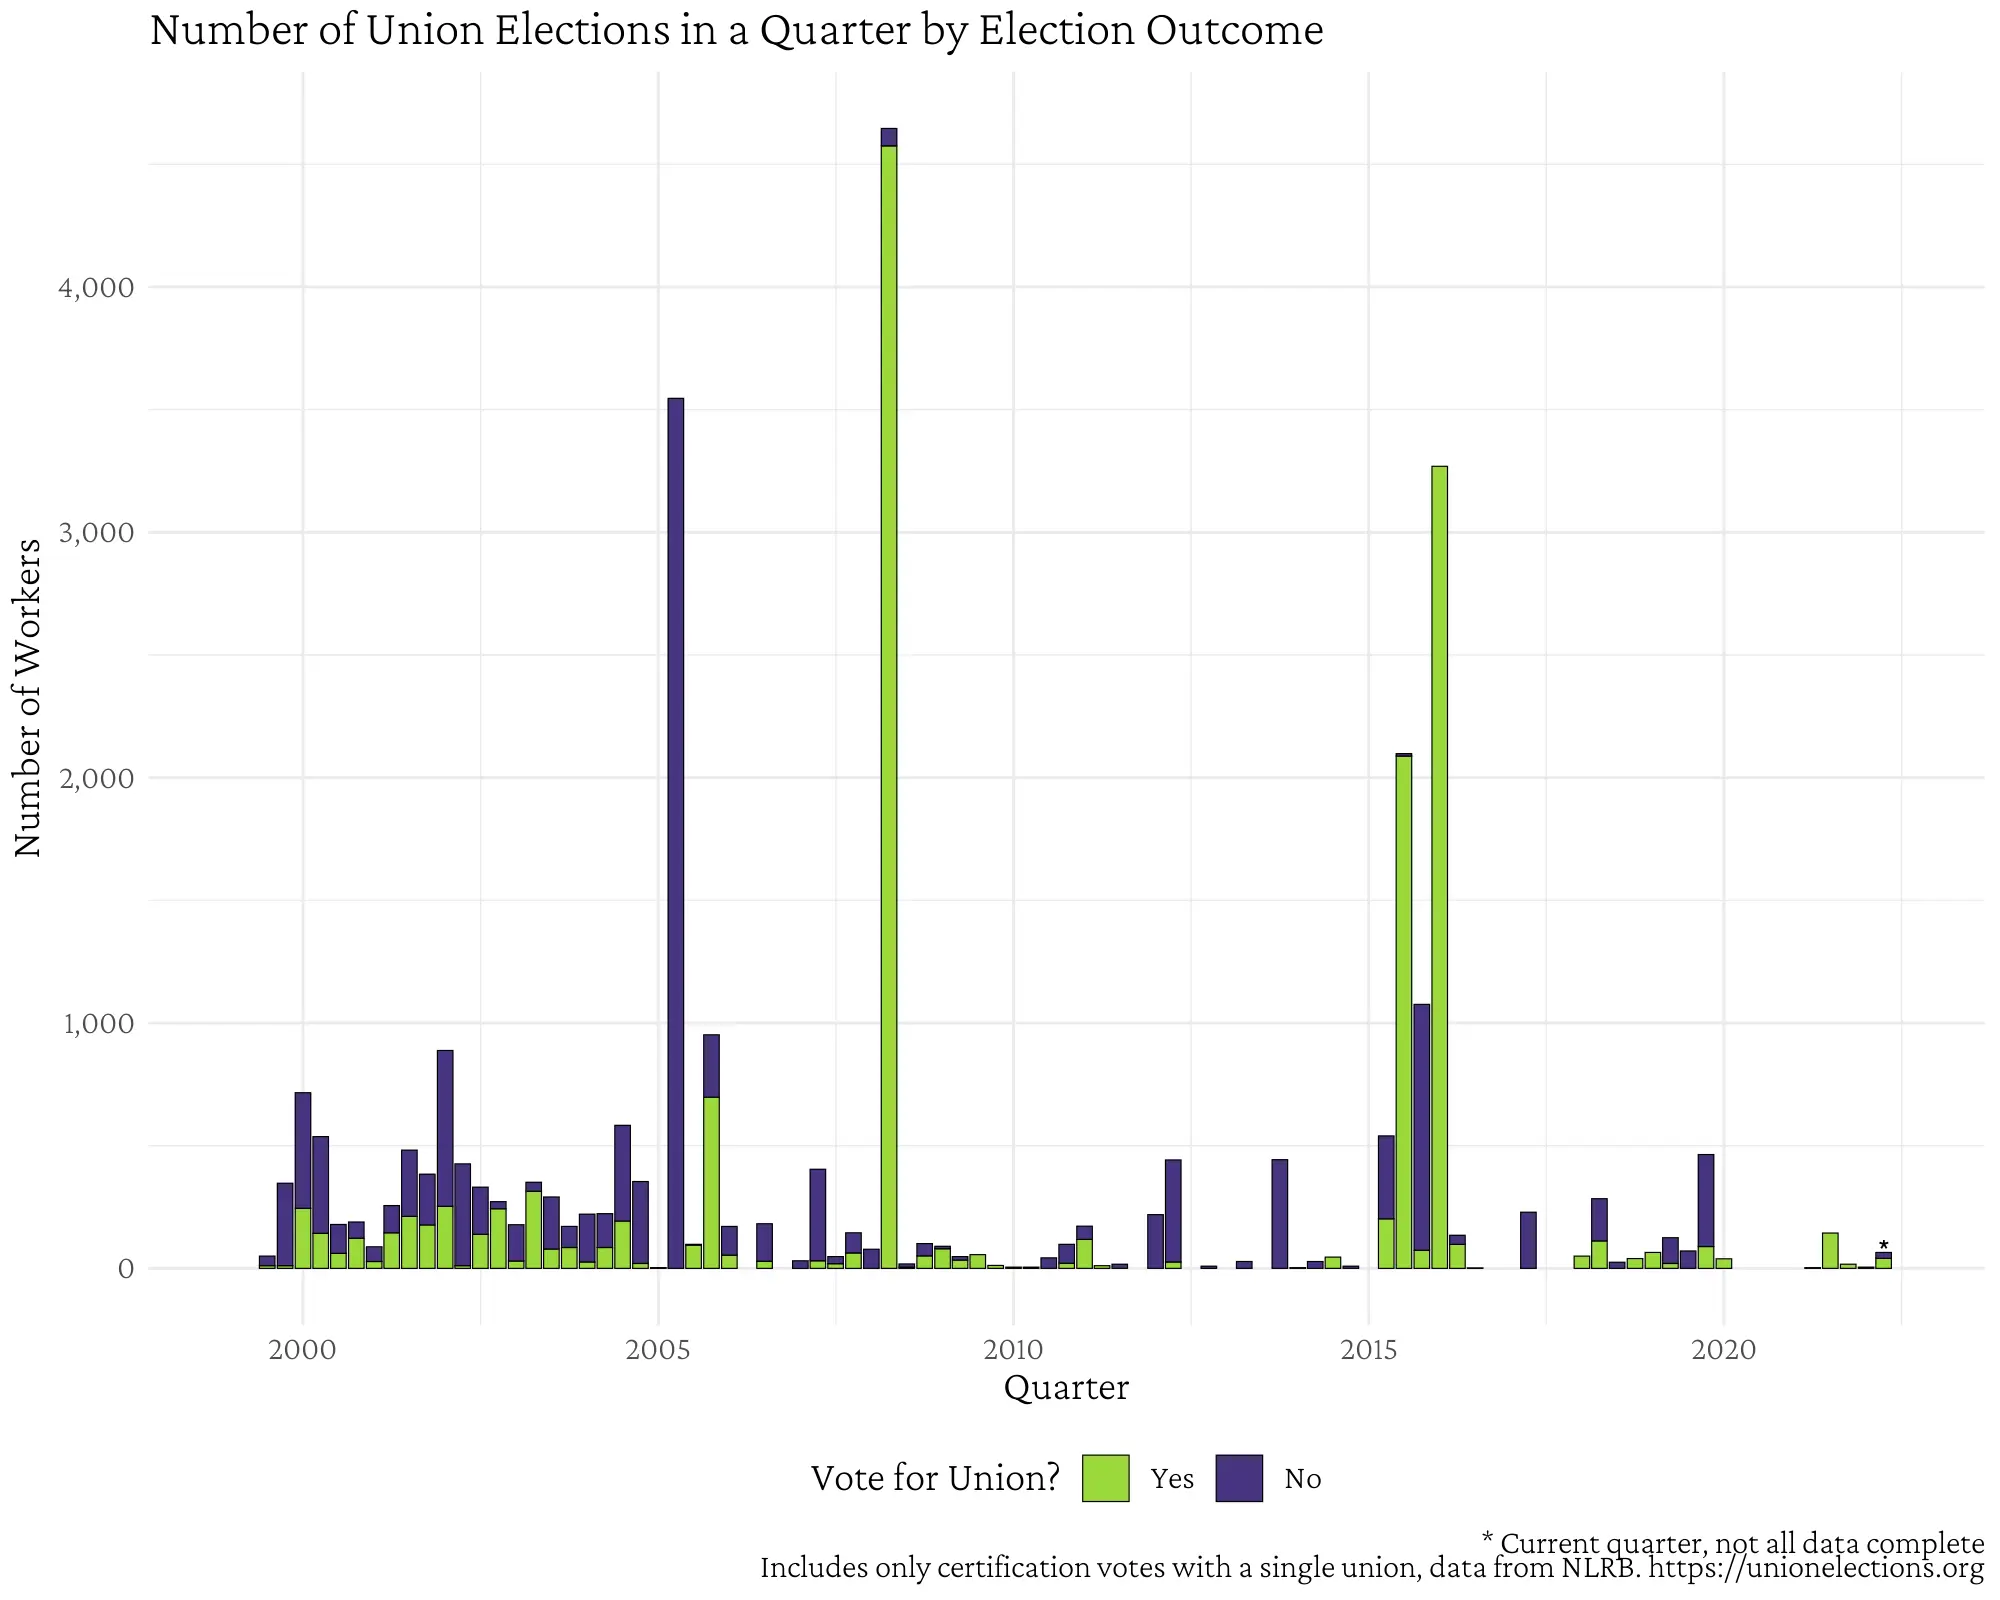 Number of Union Elections in a Quarter by Election Outcome
Number of Workers
4,000
3,000
2,000
1,000
0
*
2000 2005 2010 2015 2020
Quarter
Vote for Union? Yes No
* Current quarter, not all data complete
Includes only certification votes with a single union, data from NLRB. https://unionelections.org